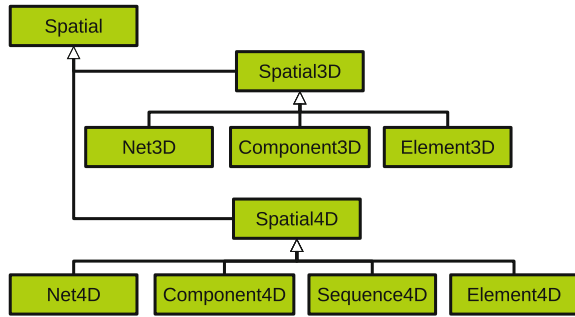 Spatial
Spatial3D
Net3D
Component3D
Element3D
Spatial4D
Net4D
Component4D
Sequence4D
Element4D